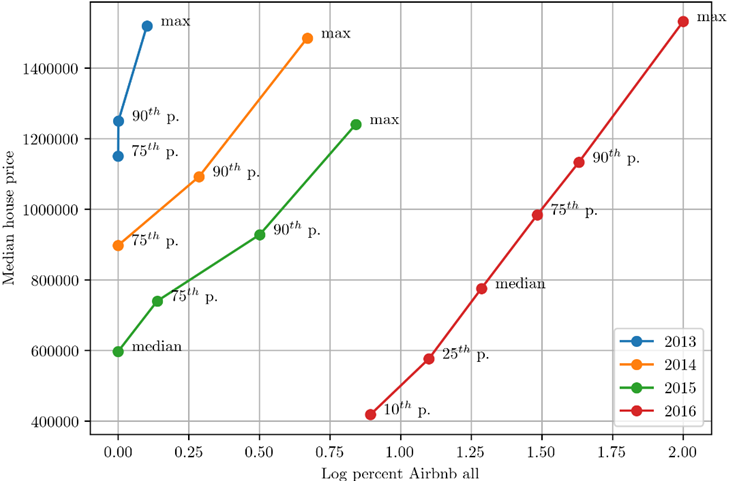 max
90th p.
75th p.
max
90th p.
75th p.
max
90th p.
75th p.
median
max
90th p.
75th p.
median
25th p.
10th p.
1400000
1200000
1000000
800000
600000
400000
Median house price
0.00 0.25 0.50 0.75 1.00 1.25 1.50 1.75 2.00
Log percent Airbnb all
2013
2014
2015
2016